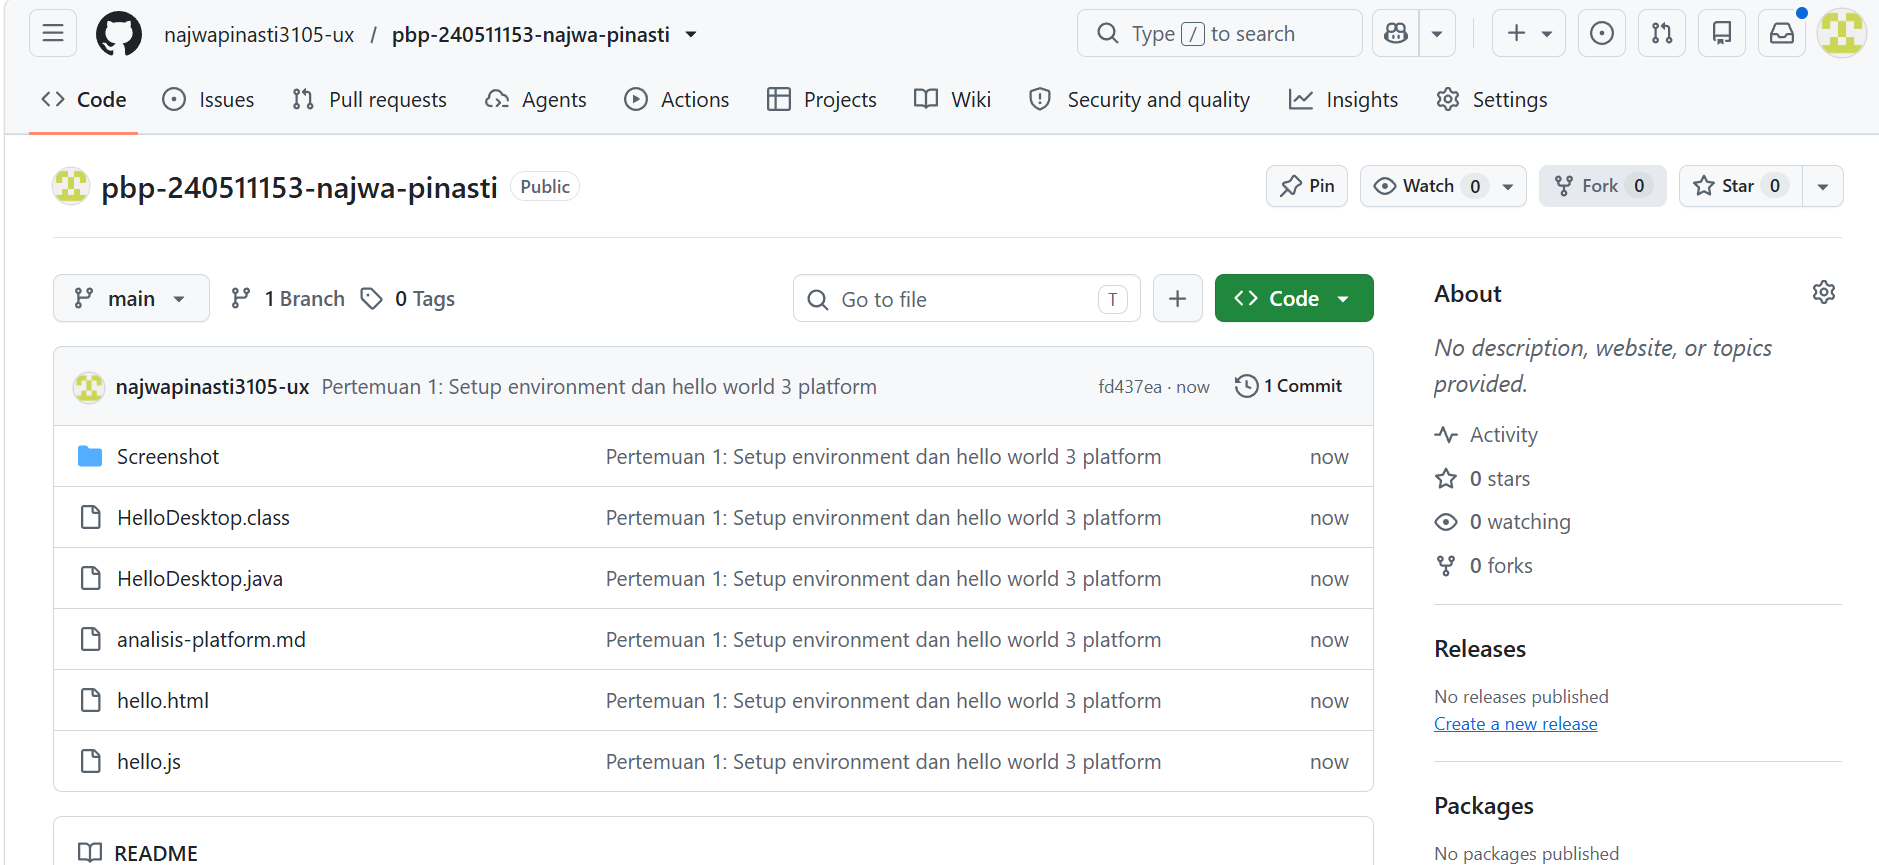 najwapinasti3105-ux / pbp-240511153-najwa-pinasti
Type / to search
Code
Issues
Pull requests
Agents
Actions
Projects
Wiki
Security and quality
Insights
Settings
pbp-240511153-najwa-pinasti Public
Pin
Watch 0
Fork 0
Star 0
main
1 Branch
0 Tags
Go to file T
+
Code
najwapinasti3105-ux Pertemuan 1: Setup environment dan hello world 3 platform fd437ea · now 1 Commit
Screenshot Pertemuan 1: Setup environment dan hello world 3 platform now
HelloDesktop.class Pertemuan 1: Setup environment dan hello world 3 platform now
HelloDesktop.java Pertemuan 1: Setup environment dan hello world 3 platform now
analisis-platform.md Pertemuan 1: Setup environment dan hello world 3 platform now
hello.html Pertemuan 1: Setup environment dan hello world 3 platform now
hello.js Pertemuan 1: Setup environment dan hello world 3 platform now
README
About
No description, website, or topics
provided.
Activity
0 stars
0 watching
0 forks
Releases
No releases published
Create a new release
Packages
No packages published